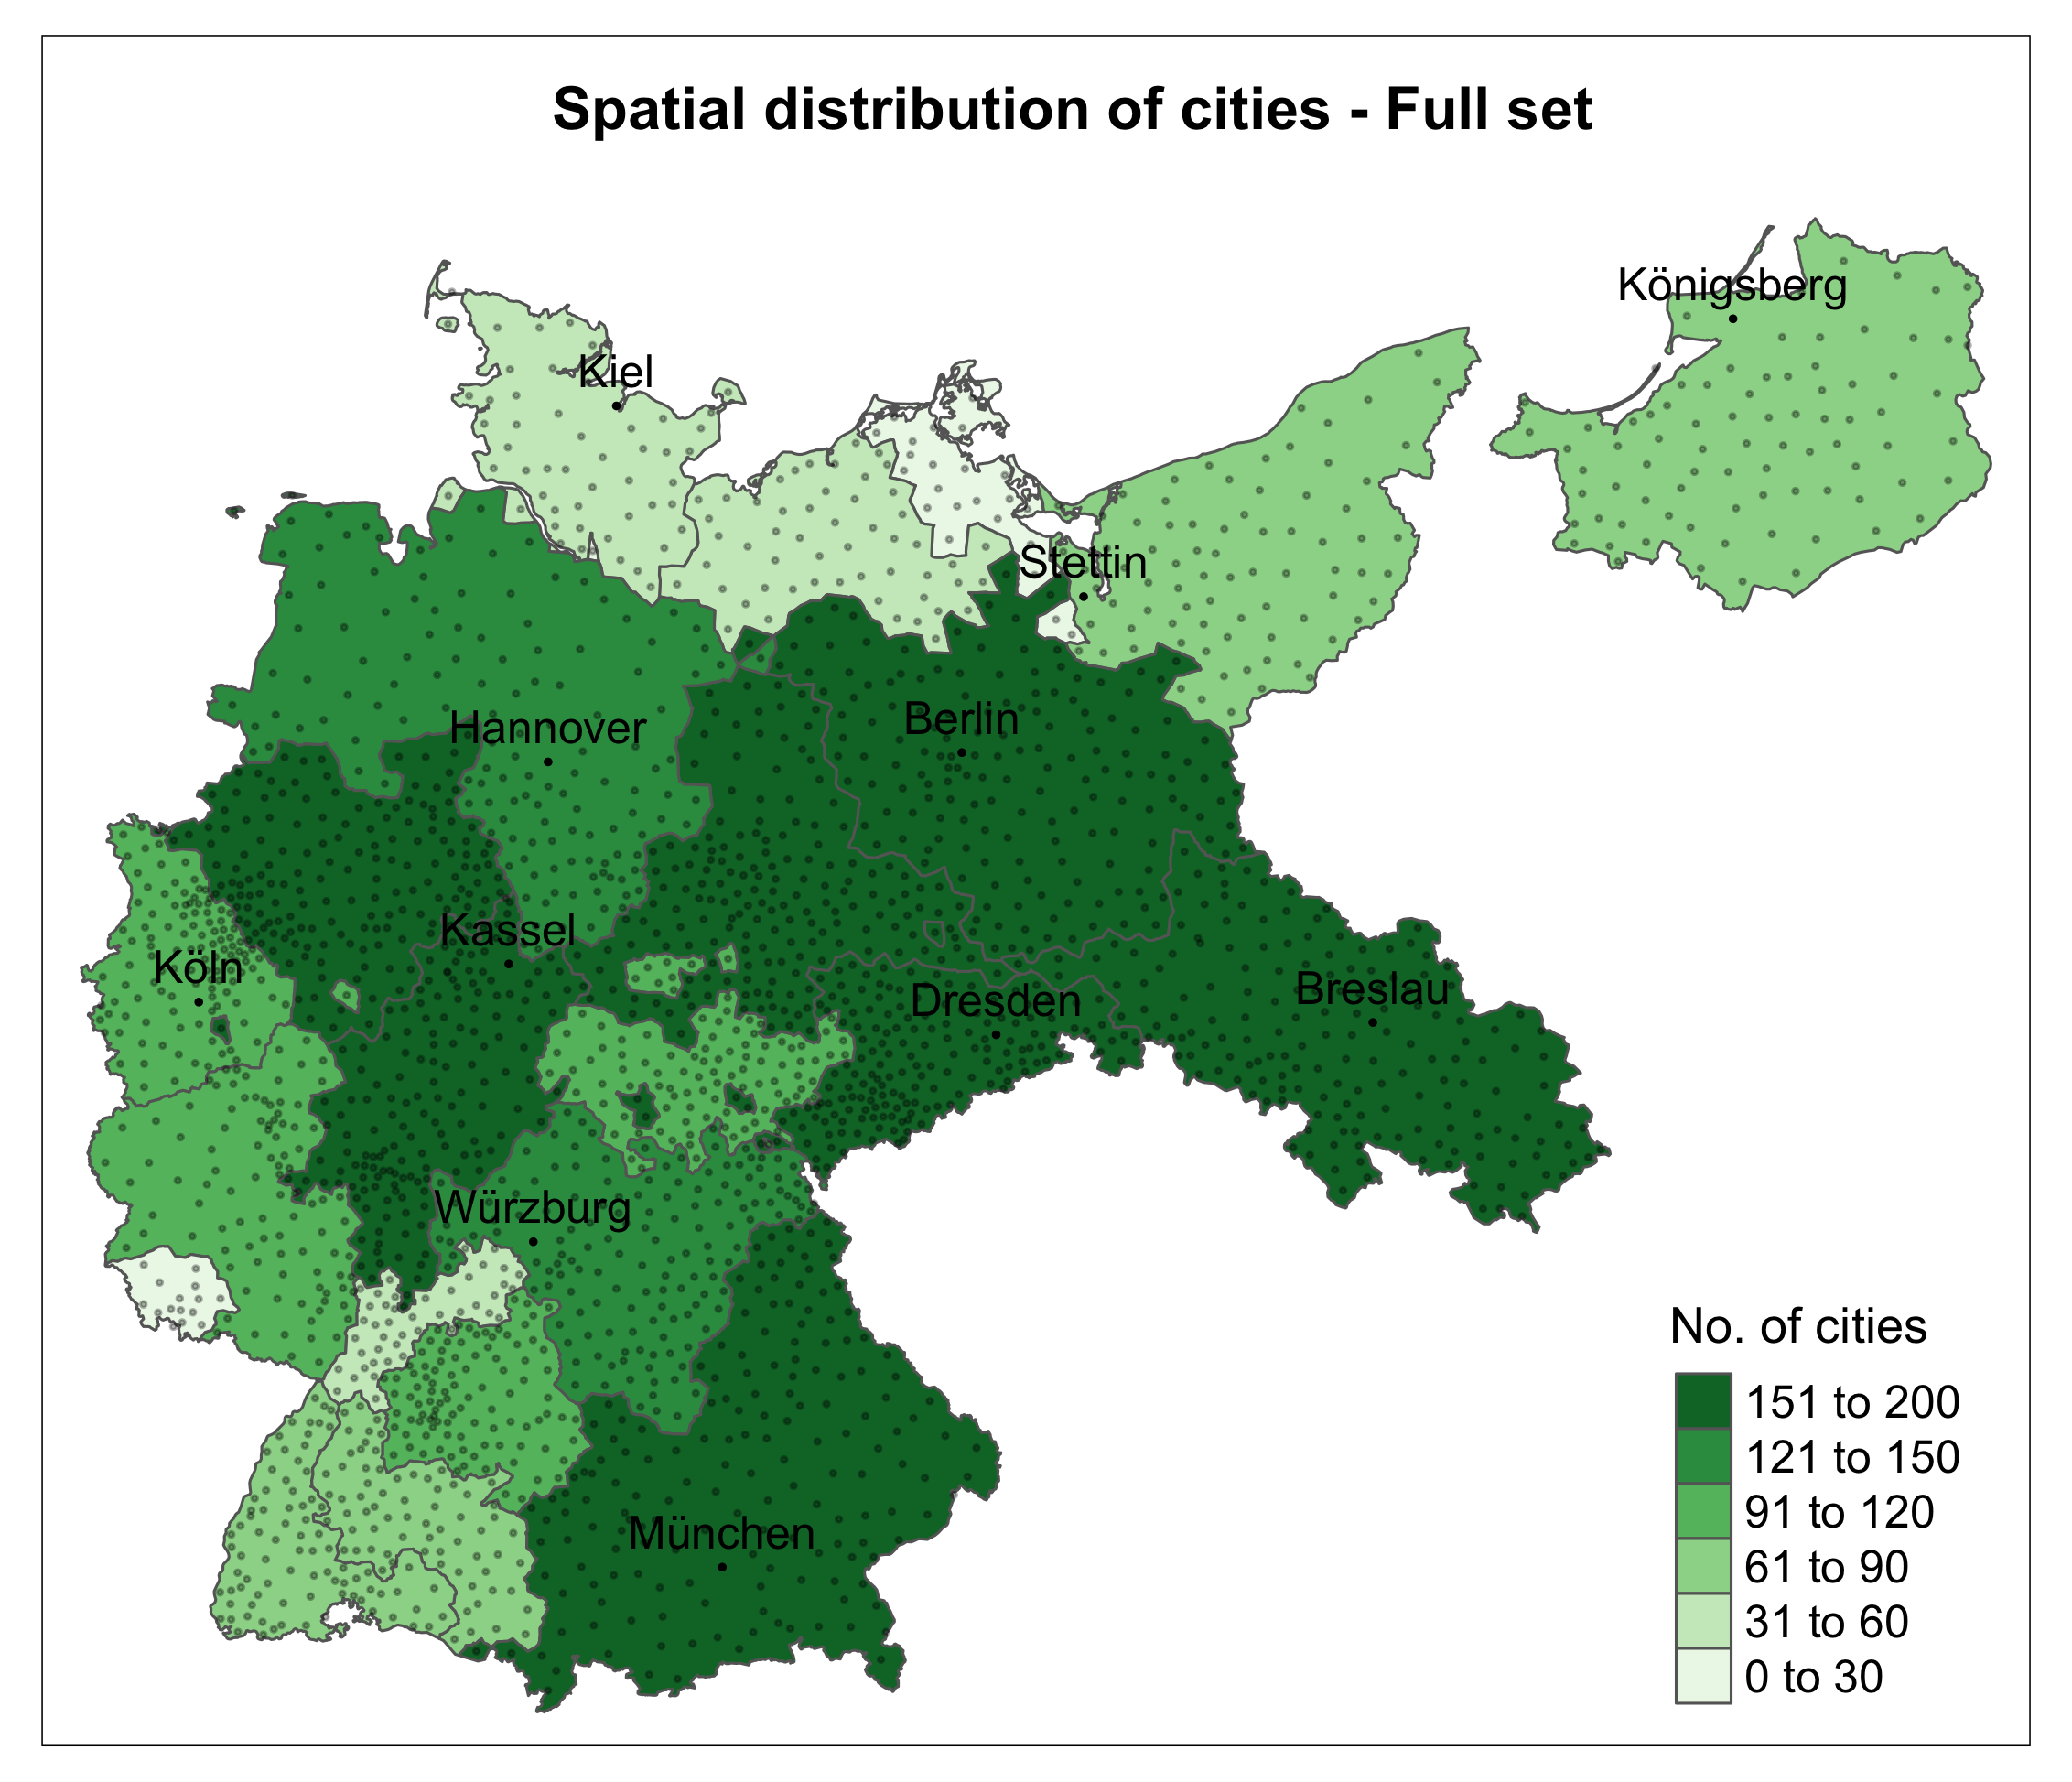 Spatial distribution of cities - Full set
Königsberg
Kiel
Stettin
Hannover
Berlin
Kassel
Köln
Breslau
Dresden
Würzburg
München
No. of cities
151 to 200
121 to 150
91 to 120
61 to 90
31 to 60
0 to 30